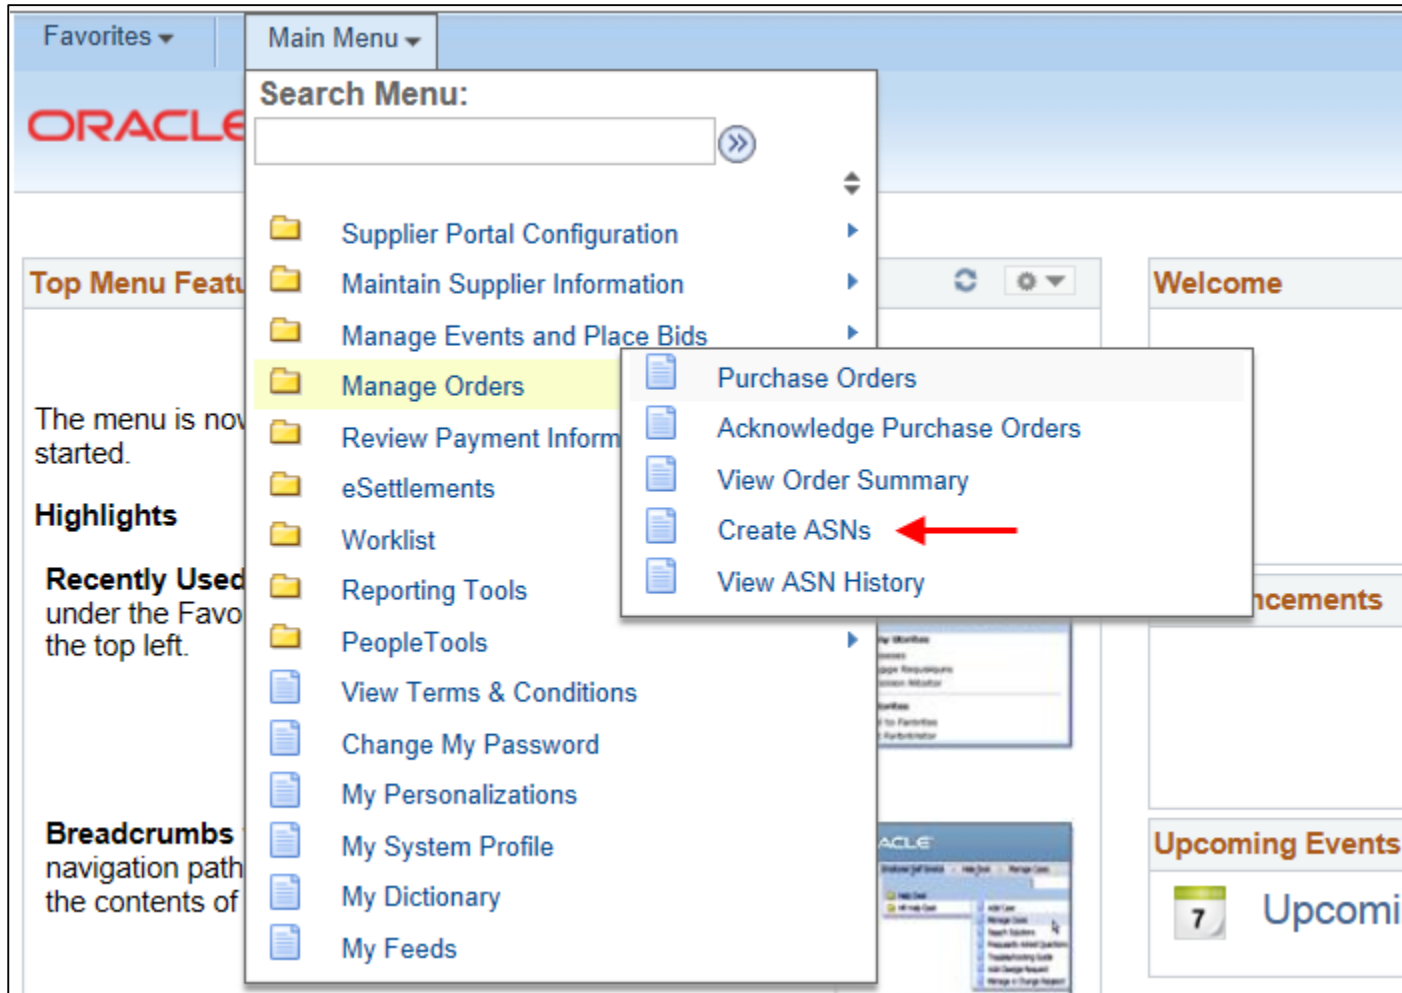 Favorites
Main Menu
Search Menu:
ORACLE
Supplier Portal Configuration
Maintain Supplier Information
Manage Events and Place Bids
Manage Orders
Review Payment Inform
eSettlements
Worklist
Reporting Tools
PeopleTools
View Terms & Conditions
Change My Password
My Personalizations
My System Profile
My Dictionary
My Feeds
Purchase Orders
Acknowledge Purchase Orders
View Order Summary
Create ASNs
View ASN History
Top Menu Featu
The menu is nov
started.
Highlights
Recently Used
under the Favo
the top left.
Breadcrumbs
navigation path
the contents of
ACLE
Welcome
ncements
Upcoming Events
7
Upcomi